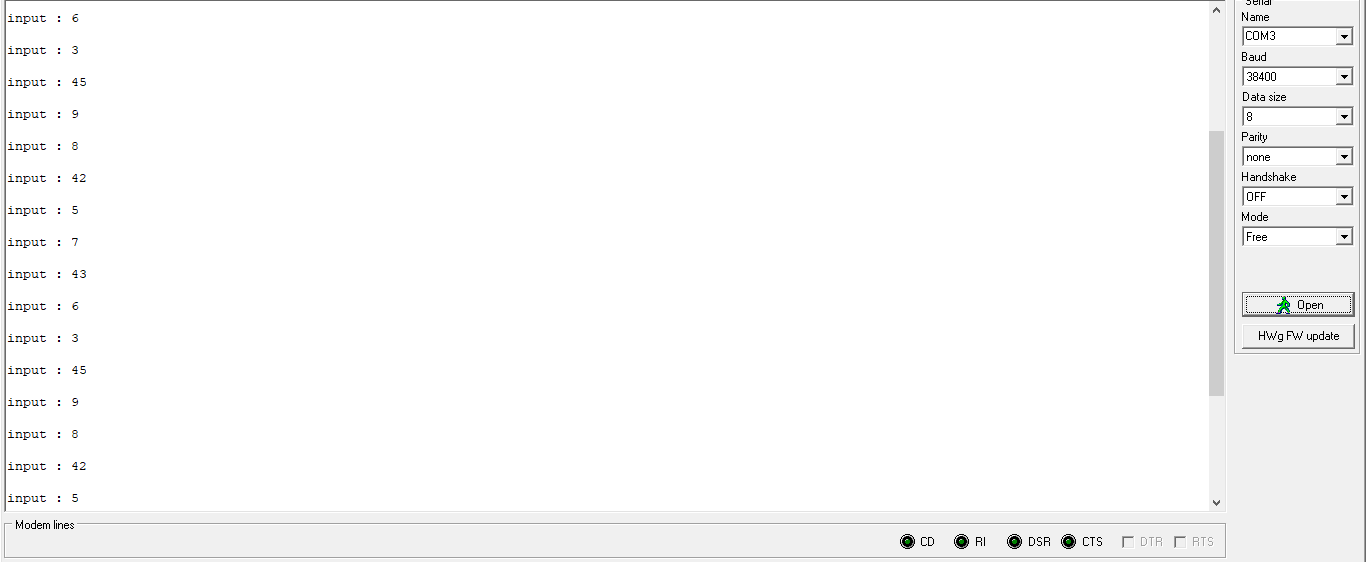 input : 6
input : 3
input : 45
input : 9
input : 8
input : 42
input : 5
input : 7
input : 43
input : 6
input : 3
input : 45
input : 9
input : 8
input : 42
input : 5
Modem lines
CD RI DSR CTS DTR RTS
Serial
Name
COM3
Baud
38400
Data size
8
Parity
none
Handshake
OFF
Mode
Free
Open
HWg FW update